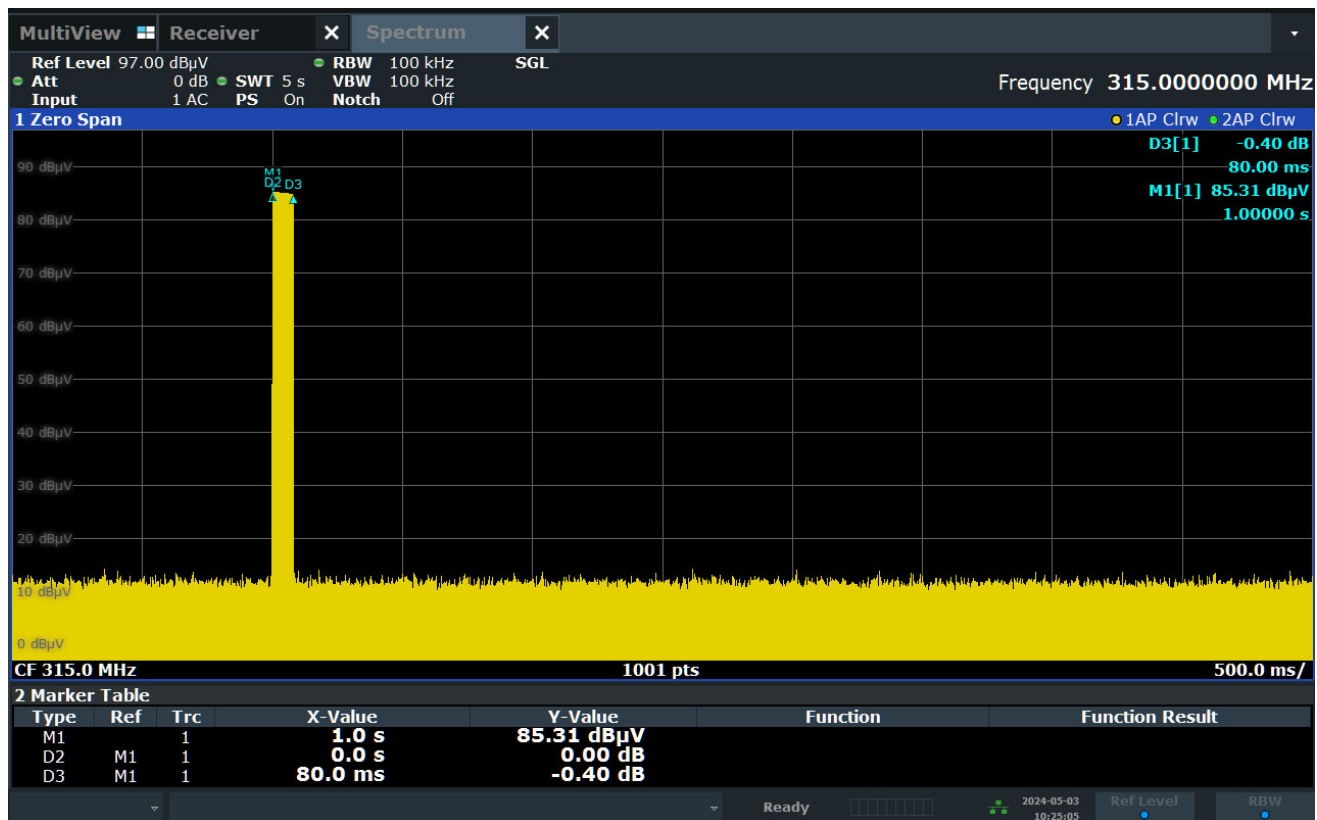 MultiView Receiver X Spectrum X
Ref Level 97.00 dBµV RBW 100 kHz SGL
Att 0 dB SWT 5 s VBW 100 kHz Frequency 315.0000000 MHz
Input 1 AC PS On Notch Off
1 Zero Span 1AP Clrw 2AP Clrw
D3[1] -0.40 dB
80.00 ms
M1[1] 85.31 dBµV
1.00000 s
90 dBµV
M1
D2 D3
80 dBµV
70 dBµV
60 dBµV
50 dBµV
40 dBµV
30 dBµV
20 dBµV
10 dBµV
0 dBµV
CF 315.0 MHz 1001 pts 500.0 ms/
2 Marker Table
Type Ref Trc X-Value Y-Value Function Function Result
M1 1 1.0 s 85.31 dBµV
D2 M1 1 0.0 s 0.00 dB
D3 M1 1 80.0 ms -0.40 dB
Ready 2024-05-03 Ref Level RBW
10:25:05